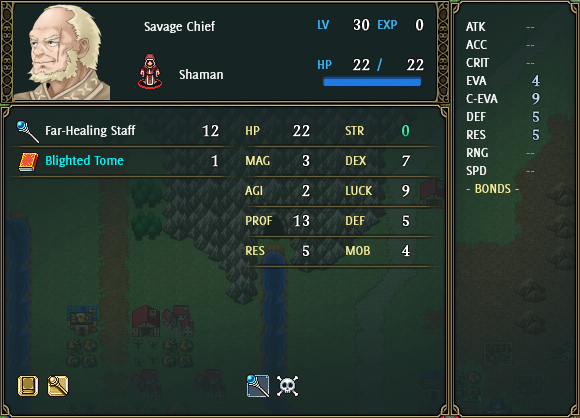 Savage Chief
LV 30 EXP 0
HP 22 / 22
Shaman
Far-Healing Staff 12
Blighted Tome 1
HP 22 STR 0
MAG 3 DEX 7
AGI 2 LUCK 9
PROF 13 DEF 5
RES 5 MOB 4
ATK --
ACC --
CRIT --
EVA 4
C-EVA 9
DEF 5
RES 5
RNG --
SPD --
- BONDS -